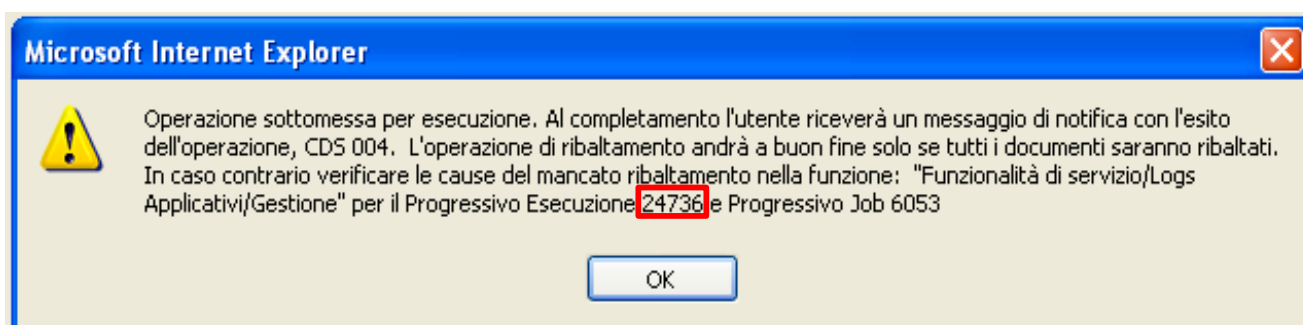 Microsoft Internet Explorer
Operazione sottomessa per esecuzione. Al completamento l'utente riceverà un messaggio di notifica con l'esito
dell'operazione, CDS 004.  L'operazione di ribaltamento andrà a buon fine solo se tutti i documenti saranno ribaltati.
In caso contrario verificare le cause del mancato ribaltamento nella funzione:  "Funzionalità di servizio/Logs
Applicativi/Gestione" per il Progressivo Esecuzione 24736 e Progressivo Job 6053
OK